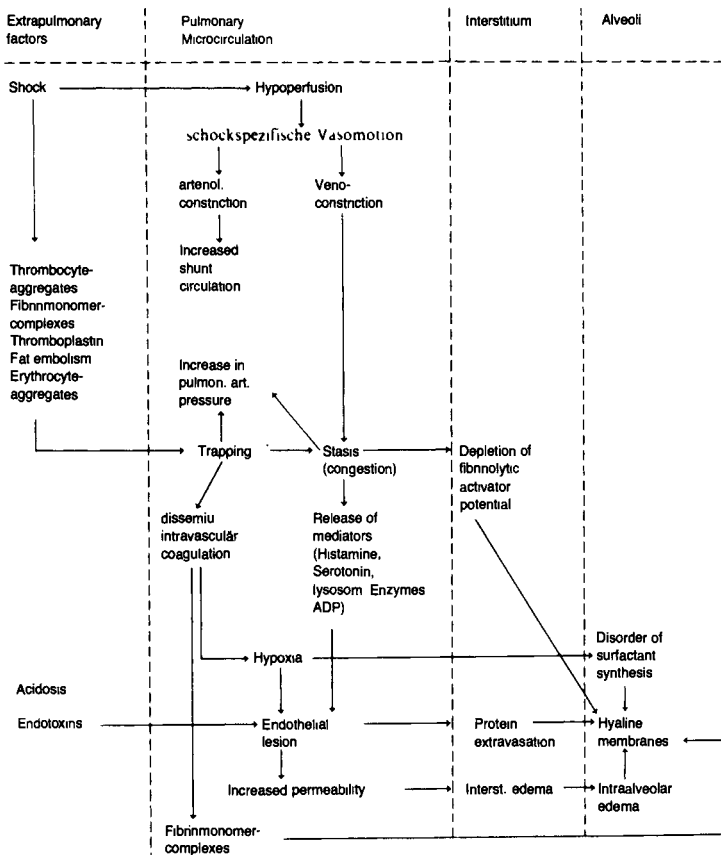 Extrapulmonary
factors
Pulmonary
Microcirculation
Interstitium
Alveoli
Shock
Hypoperfusion
schockspezifische Vasomotion
arteriol.
constriction
Veno-
constriction
Increased
shunt
circulation
Thrombocyte-
aggregates
Fibrinmonomer-
complexes
Thromboplastin
Fat embolism
Erythrocyte-
aggregates
Increase in
pulmon. art.
pressure
Trapping
Stasis
(congestion)
Depletion of
fibrinolytic
activator
potential
dissemiu
intravasculär
coagulation
Release of
mediators
(Histamine,
Serotonin,
lysosom Enzymes
ADP)
Hypoxia
Disorder of
surfactant
synthesis
Acidosis
Endotoxins
Endothelial
lesion
Protein
extravasation
Hyaline
membranes
Increased permeability
Interst. edema
Intraalveolar
edema
Fibrinmonomer-
complexes